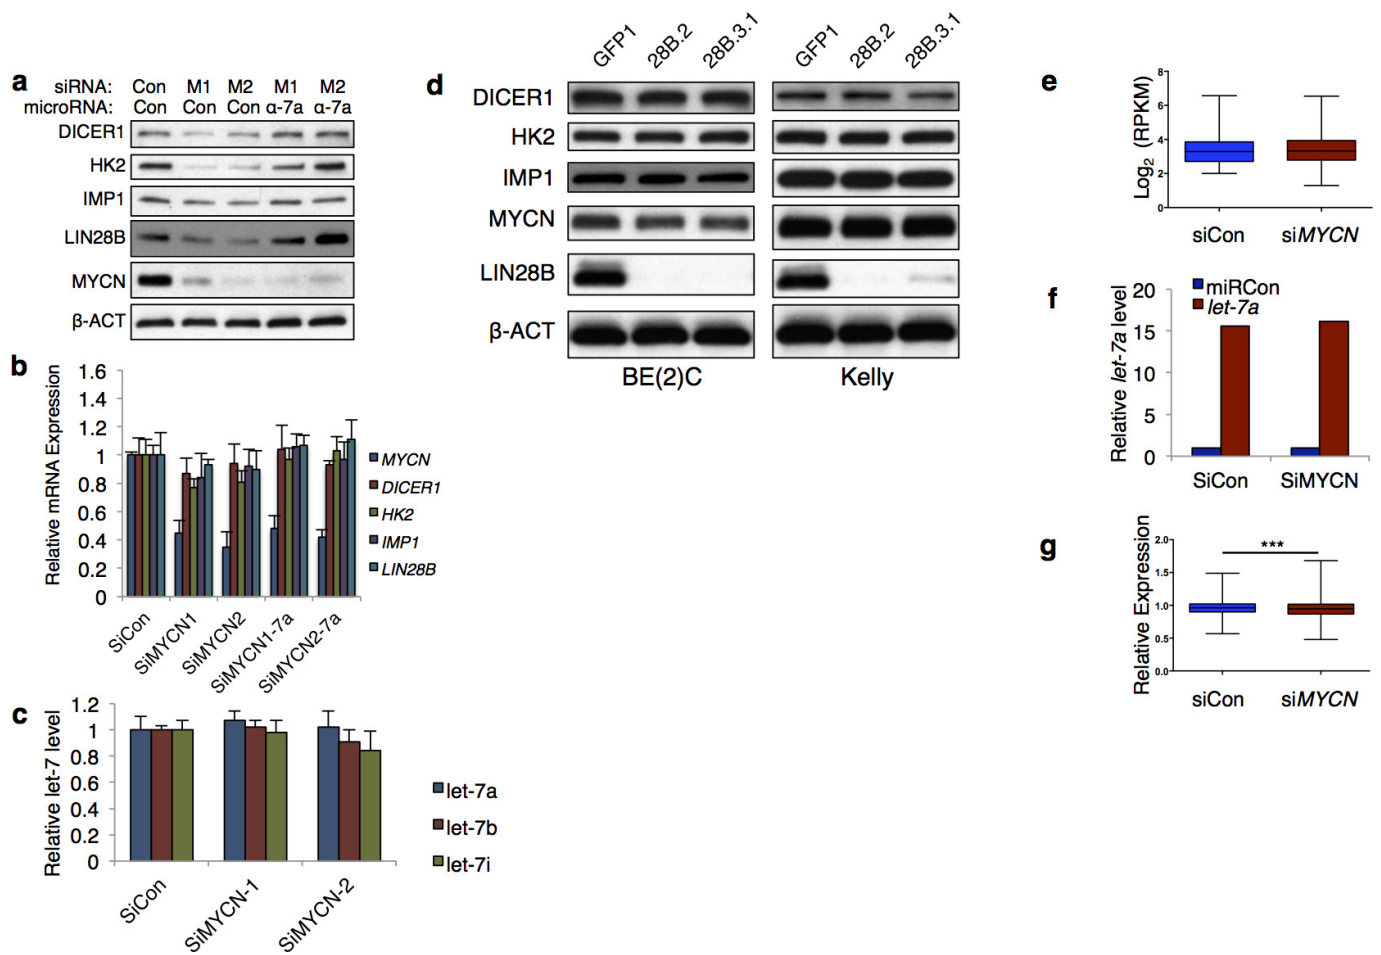 a
siRNA: Con M1 M2 M1 M2
microRNA: Con Con Con α-7a α-7a
DICER1
HK2
IMP1
LIN28B
MYCN
β-ACT
b
Relative mRNA Expression
1.6
1.4
1.2
1
0.8
0.6
0.4
0.2
0
SiCon
SiMYCN1
SiMYCN2
SiMYCN1-7a
SiMYCN2-7a
MYCN
DICER1
HK2
IMP1
LIN28B
c
Relative let-7 level
1.2
1
0.8
0.6
0.4
0.2
0
SiCon
SiMYCN-1
SiMYCN-2
let-7a
let-7b
let-7i
d
GFP1 28B.2 28B.3.1 GFP1 28B.2 28B.3.1
DICER1
HK2
IMP1
MYCN
LIN28B
β-ACT
BE(2)C Kelly
e
Log2 (RPKM)
8
6
4
2
0
siCon siMYCN
f
Relative let-7a level
20
15
10
5
0
miRCon
let-7a
SiCon SiMYCN
g
Relative Expression
2.0
1.5
1.0
0.5
0.0
***
siCon siMYCN